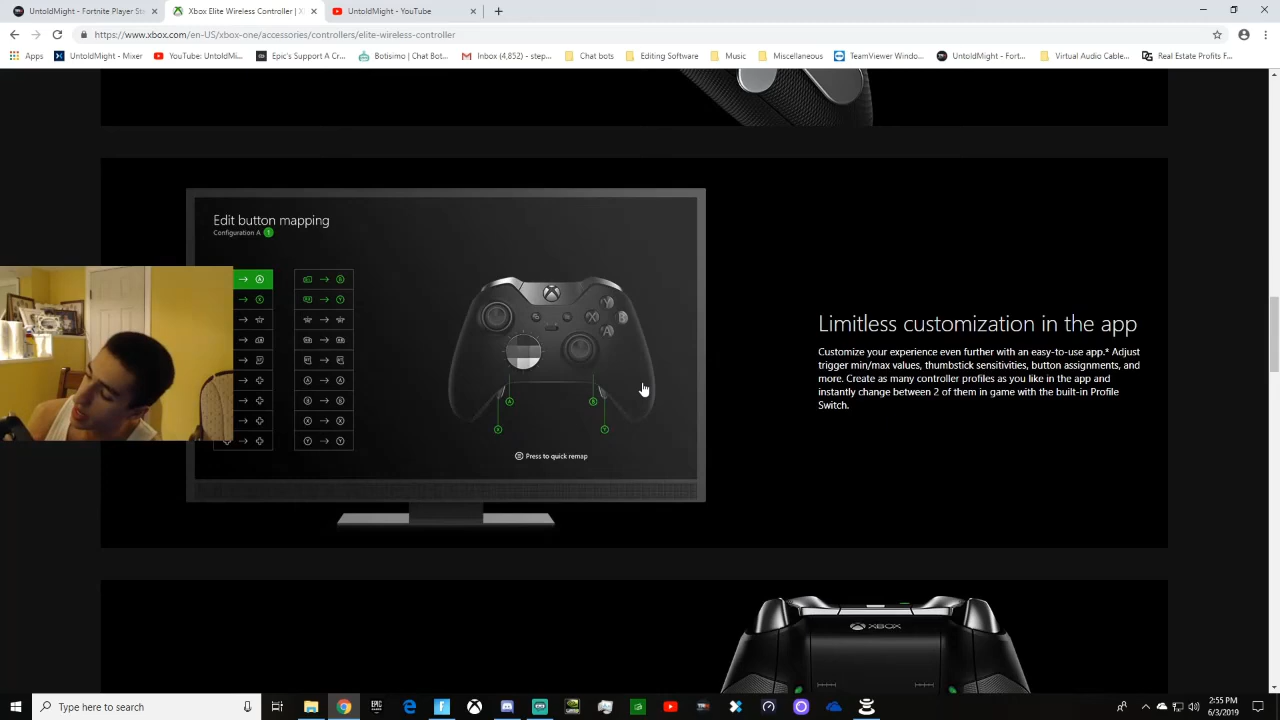 UntoldMight - Fortnite Player St
Xbox Elite Wireless Controller | X
UntoldMight - YouTube
https://www.xbox.com/en-US/xbox-one/accessories/controllers/elite-wireless-controller
Apps
UntoldMight - Mixer
YouTube: UntoldMi...
Epic's Support A Cr...
Botisimo | Chat Bot...
Inbox (4,852) - step...
Chat bots
Editing Software
Music
Miscellaneous
TeamViewer Windo...
UntoldMight - Fort...
Virtual Audio Cable...
Real Estate Profits F...
Edit button mapping
Configuration A 1
Press to quick remap
Limitless customization in the app
Customize your experience even further with an easy-to-use app.* Adjust
trigger min/max values, thumbstick sensitivities, button assignments, and
more. Create as many controller profiles as you like in the app and
instantly change between 2 of them in game with the built-in Profile
Switch.
XBOX
Type here to search
2:55 PM
6/3/2019